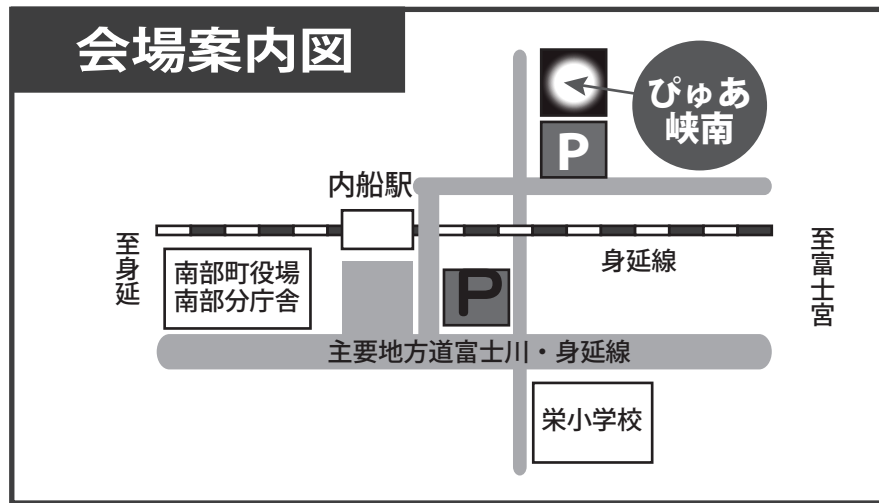 会場案内図
ぴゅあ
峡南
P
内船駅
至身延
身延線
至富士宮
南部町役場
南部分庁舎
P
主要地方道富士川・身延線
栄小学校